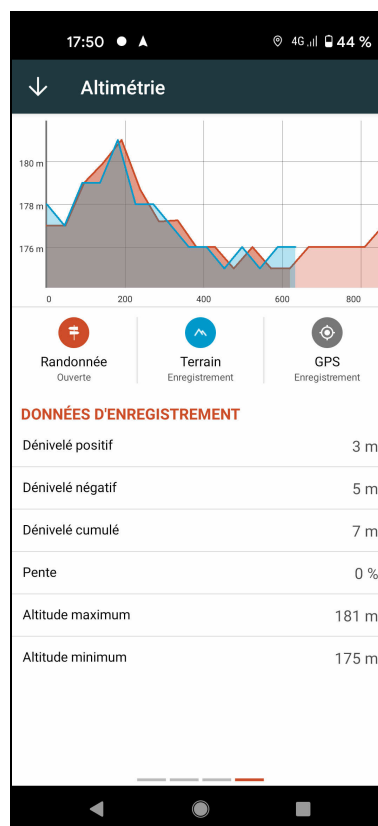 17:50 4G 44 %
Altimétrie
180 m
178 m
176 m
0 200 400 600 800
Randonnée Terrain GPS
Ouverte Enregistrement Enregistrement
DONNÉES D'ENREGISTREMENT
Dénivelé positif 3 m
Dénivelé négatif 5 m
Dénivelé cumulé 7 m
Pente 0 %
Altitude maximum 181 m
Altitude minimum 175 m